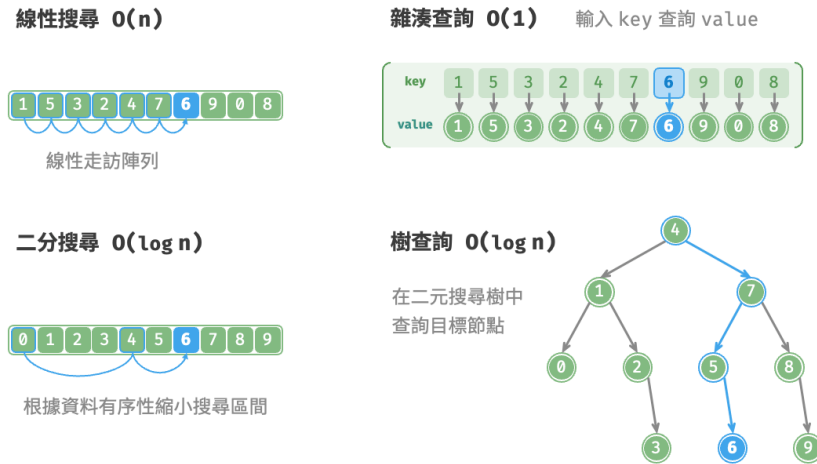 線性搜尋 O(n)
1 5 3 2 4 7 6 9 0 8
線性走訪陣列
雜湊查詢 O(1) 輸入 key 查詢 value
key 1 5 3 2 4 7 6 9 0 8
value 1 5 3 2 4 7 6 9 0 8
二分搜尋 O(log n)
0 1 2 3 4 5 6 7 8 9
根據資料有序性縮小搜尋區間
樹查詢 O(log n)
在二元搜尋樹中
查詢目標節點
4
1 7
0 2 5 8
3 6 9